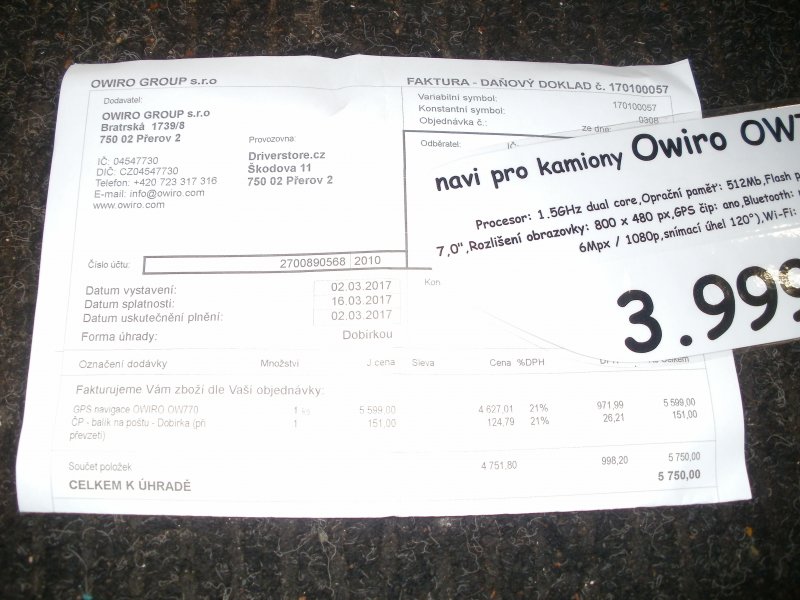 OWIRO GROUP s.r.o
FAKTURA - DAŇOVÝ DOKLAD č. 170100057
Dodavatel:
OWIRO GROUP s.r.o
Bratrská 1739/8
750 02 Přerov 2
IČ: 04547730
DIČ: CZ04547730
Telefon: +420 723 317 316
E-mail: info@owiro.com
www.owiro.com
Provozovna:
Driverstore.cz
Škodova 11
750 02 Přerov 2
Variabilní symbol: 170100057
Konstantní symbol: 0308
Objednávka č.: ze dne:
Odběratel: IČ:
Číslo účtu: 2700890568 2010
Datum vystavení: 02.03.2017
Datum splatnosti: 16.03.2017
Datum uskutečnění plnění: 02.03.2017
Forma úhrady: Dobírkou
Kon
navi pro kamiony Owiro OW
Procesor: 1.5GHz dual core,Oprační paměť: 512Mb,Flash p
7,0",Rozlišení obrazovky: 800 x 480 px,GPS čip: ano,Bluetooth:
6Mpx / 1080p,snímací úhel 120°),Wi-Fi:
3.999
Označení dodávky Množství J.cena Sleva Cena %DPH
Fakturujeme Vám zboží dle Vaší objednávky:
GPS navigace OWIRO OW770 1 ks 5 599,00 4 627,01 21% 971,99 5 599,00
ČP - balík na poštu - Dobírka (při 1 151,00 124,79 21% 26,21 151,00
převzetí)
Součet položek 4 751,80 998,20 5 750,00
CELKEM K ÚHRADĚ 5 750,00